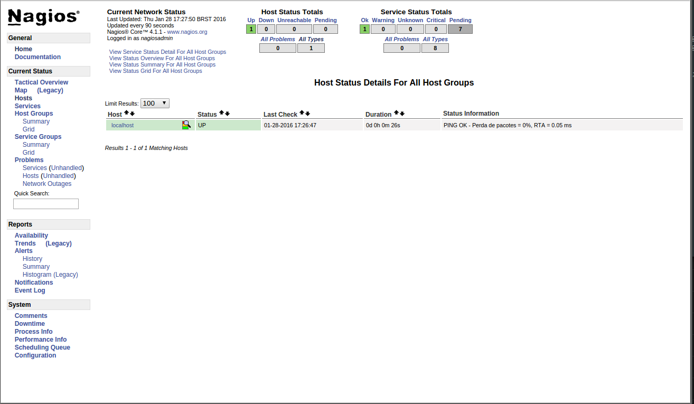 Nagios®
General
Home
Documentation
Current Status
Tactical Overview
Map (Legacy)
Hosts
Services
Host Groups
Summary
Grid
Service Groups
Summary
Grid
Problems
Services (Unhandled)
Hosts (Unhandled)
Network Outages
Quick Search:
Reports
Availability
Trends (Legacy)
Alerts
History
Summary
Histogram (Legacy)
Notifications
Event Log
System
Comments
Downtime
Process Info
Performance Info
Scheduling Queue
Configuration
Current Network Status
Last Updated: Thu Jan 28 17:27:50 BRST 2016
Updated every 90 seconds
Nagios® Core™ 4.1.1 - www.nagios.org
Logged in as nagiosadmin
View Service Status Detail For All Host Groups
View Status Overview For All Host Groups
View Status Summary For All Host Groups
View Status Grid For All Host Groups
Host Status Totals
Up Down Unreachable Pending
1 0 0 0
All Problems All Types
0 1
Service Status Totals
Ok Warning Unknown Critical Pending
1 0 0 0 7
All Problems All Types
0 8
Host Status Details For All Host Groups
Limit Results: 100
Host Status Last Check Duration Status Information
localhost UP 01-28-2016 17:26:47 0d 0h 0m 26s PING OK - Perda de pacotes = 0%, RTA = 0.05 ms
Results 1 - 1 of 1 Matching Hosts